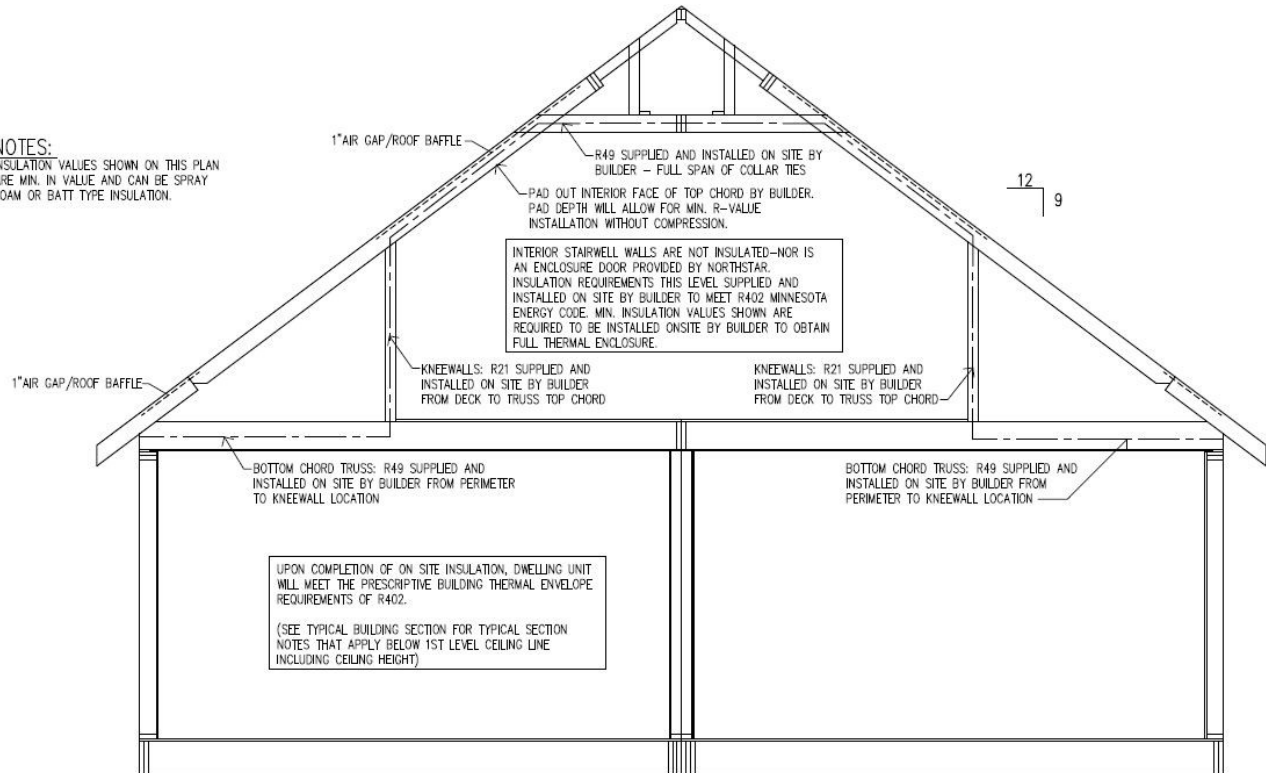 NOTES:
NSULATION VALUES SHOWN ON THIS PLAN
RE MIN. IN VALUE AND CAN BE SPRAY
OAM OR BATT TYPE INSULATION.
1"AIR GAP/ROOF BAFFLE
R49 SUPPLIED AND INSTALLED ON SITE BY
BUILDER – FULL SPAN OF COLLAR TIES
PAD OUT INTERIOR FACE OF TOP CHORD BY BUILDER.
PAD DEPTH WILL ALLOW FOR MIN. R–VALUE
INSTALLATION WITHOUT COMPRESSION.
12
9
INTERIOR STAIRWELL WALLS ARE NOT INSULATED–NOR IS
AN ENCLOSURE DOOR PROVIDED BY NORTHSTAR.
INSULATION REQUIREMENTS THIS LEVEL SUPPLIED AND
INSTALLED ON SITE BY BUILDER TO MEET R402 MINNESOTA
ENERGY CODE. MIN. INSULATION VALUES SHOWN ARE
REQUIRED TO BE INSTALLED ONSITE BY BUILDER TO OBTAIN
FULL THERMAL ENCLOSURE.
1"AIR GAP/ROOF BAFFLE
KNEEWALLS: R21 SUPPLIED AND
INSTALLED ON SITE BY BUILDER
FROM DECK TO TRUSS TOP CHORD
KNEEWALLS: R21 SUPPLIED AND
INSTALLED ON SITE BY BUILDER
FROM DECK TO TRUSS TOP CHORD
BOTTOM CHORD TRUSS: R49 SUPPLIED AND
INSTALLED ON SITE BY BUILDER FROM PERIMETER
TO KNEEWALL LOCATION
BOTTOM CHORD TRUSS: R49 SUPPLIED AND
INSTALLED ON SITE BY BUILDER FROM
PERIMETER TO KNEEWALL LOCATION
UPON COMPLETION OF ON SITE INSULATION, DWELLING UNIT
WILL MEET THE PRESCRIPTIVE BUILDING THERMAL ENVELOPE
REQUIREMENTS OF R402.
(SEE TYPICAL BUILDING SECTION FOR TYPICAL SECTION
NOTES THAT APPLY BELOW 1ST LEVEL CEILING LINE
INCLUDING CEILING HEIGHT)